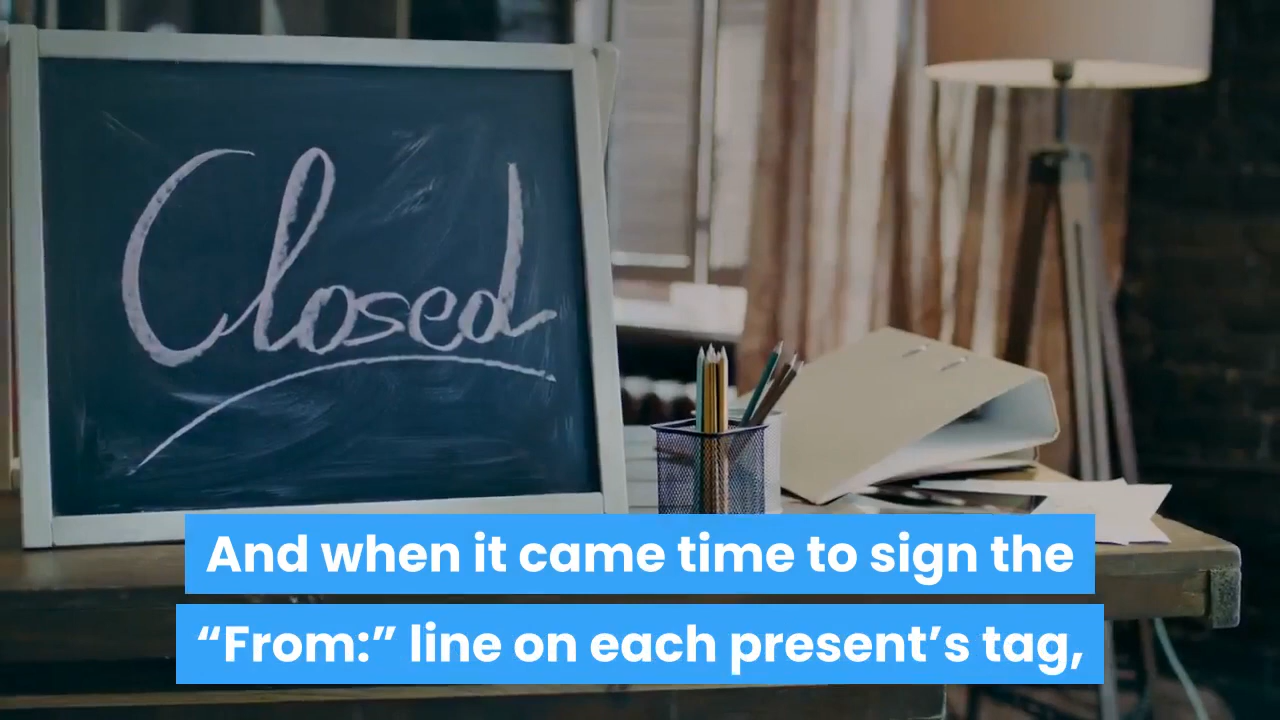 Closed
And when it came time to sign the
“From:” line on each present’s tag,